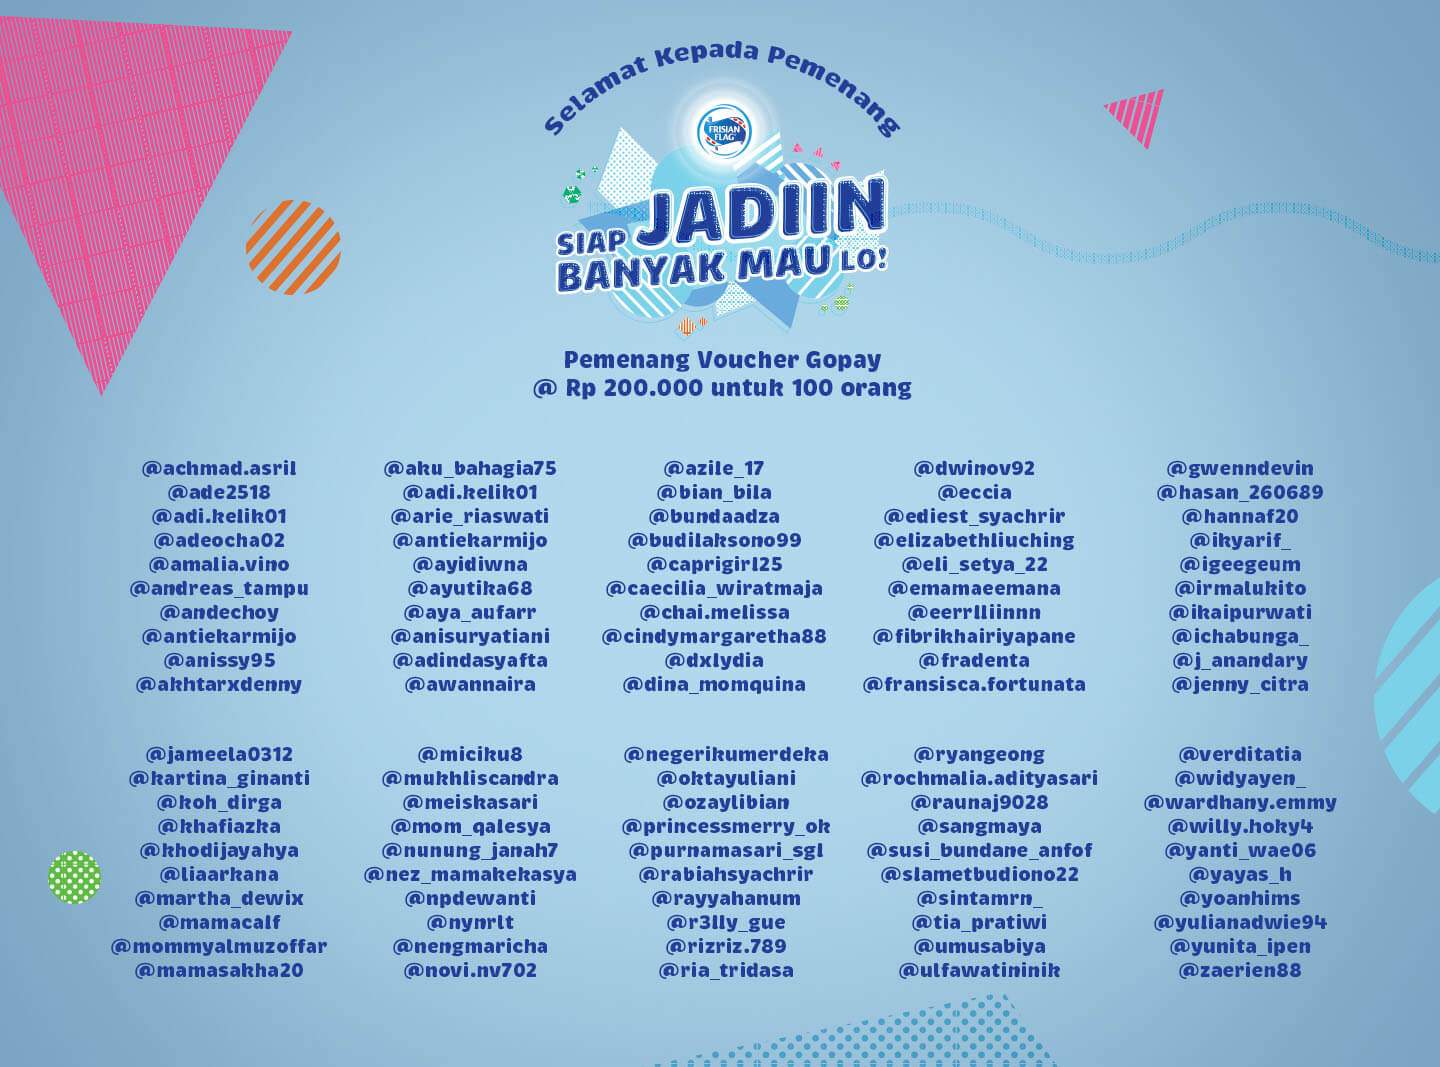 Selamat Kepada Pemenang
FRISIAN
FLAG
SIAP JADIIN
BANYAK MAU LO!
Pemenang Voucher Gopay
@ Rp 200.000 untuk 100 orang
@achmad.asril
@ade2518
@adi.kelik01
@adeocha02
@amalia.vino
@andreas_tampu
@andechoy
@antiekarmijo
@anissy95
@akhtarxdenny
@aku_bahagia75
@adi.kelik01
@arie_riaswati
@antiekarmijo
@ayidiwna
@ayutika68
@aya_aufarr
@anisuryatiani
@adindasyafta
@awannaira
@azile_17
@bian_bila
@bundaadza
@budilaksono99
@caprigirl25
@caecilia_wiratmaja
@chai.melissa
@cindymargaretha88
@dxlydia
@dina_momquina
@dwinov92
@eccia
@ediest_syachrir
@elizabethliuching
@eli_setya_22
@emamaeemana
@eerrlliinnn
@fibrikhairiyapane
@fradenta
@fransisca.fortunata
@gwenndevin
@hasan_260689
@hannaf20
@ikyarif_
@igeegeum
@irmalukito
@ikaipurwati
@ichabunga_
@j_anandary
@jenny_citra
@jameela0312
@kartina_ginanti
@koh_dirga
@khafiazka
@khodijayahya
@liaarkana
@martha_dewix
@mamacalf
@mommyalmuzoffar
@mamasakha20
@miciku8
@mukhliscandra
@meiskasari
@mom_qalesya
@nunung_janah7
@nez_mamakekasya
@npdewanti
@nynrlt
@nengmaricha
@novi.nv702
@negerikumerdeka
@oktayuliani
@ozaylibian
@princessmerry_ok
@purnamasari_sgl
@rabiahsyachrir
@rayyahanum
@r3lly_gue
@rizriz.789
@ria_tridasa
@ryangeong
@rochmalia.adityasari
@raunaj9028
@sangmaya
@susi_bundane_anfof
@slametbudiono22
@sintamrn_
@tia_pratiwi
@umusabiya
@ulfawatininik
@verditatia
@widyayen_
@wardhany.emmy
@willy.hoky4
@yanti_wae06
@yayas_h
@yoanhims
@yulianadwie94
@yunita_ipen
@zaerien88